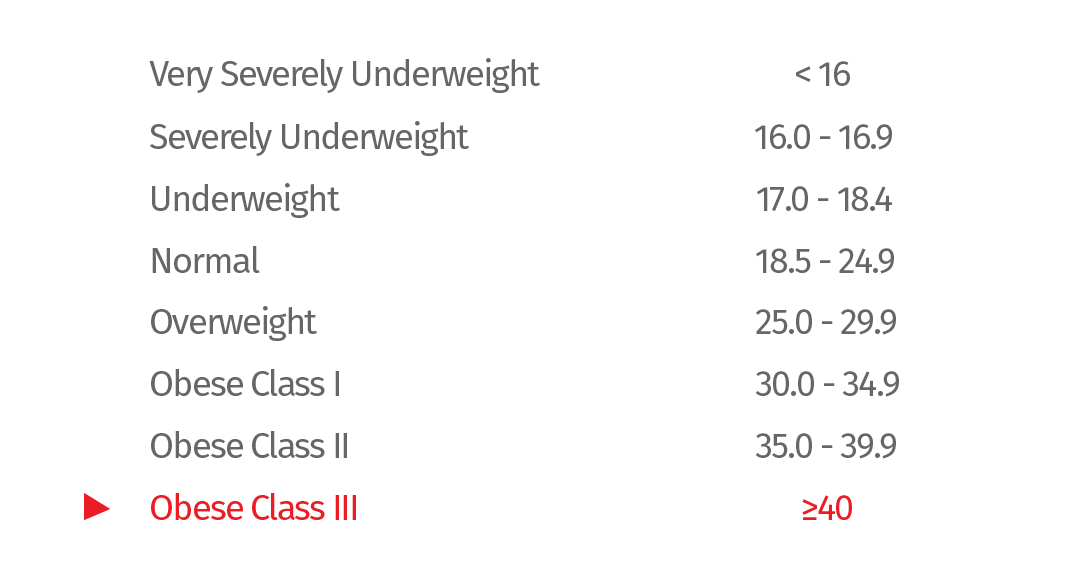 Very Severely Underweight < 16
Severely Underweight 16.0 - 16.9
Underweight 17.0 - 18.4
Normal 18.5 - 24.9
Overweight 25.0 - 29.9
Obese Class I 30.0 - 34.9
Obese Class II 35.0 - 39.9
Obese Class III ≥40